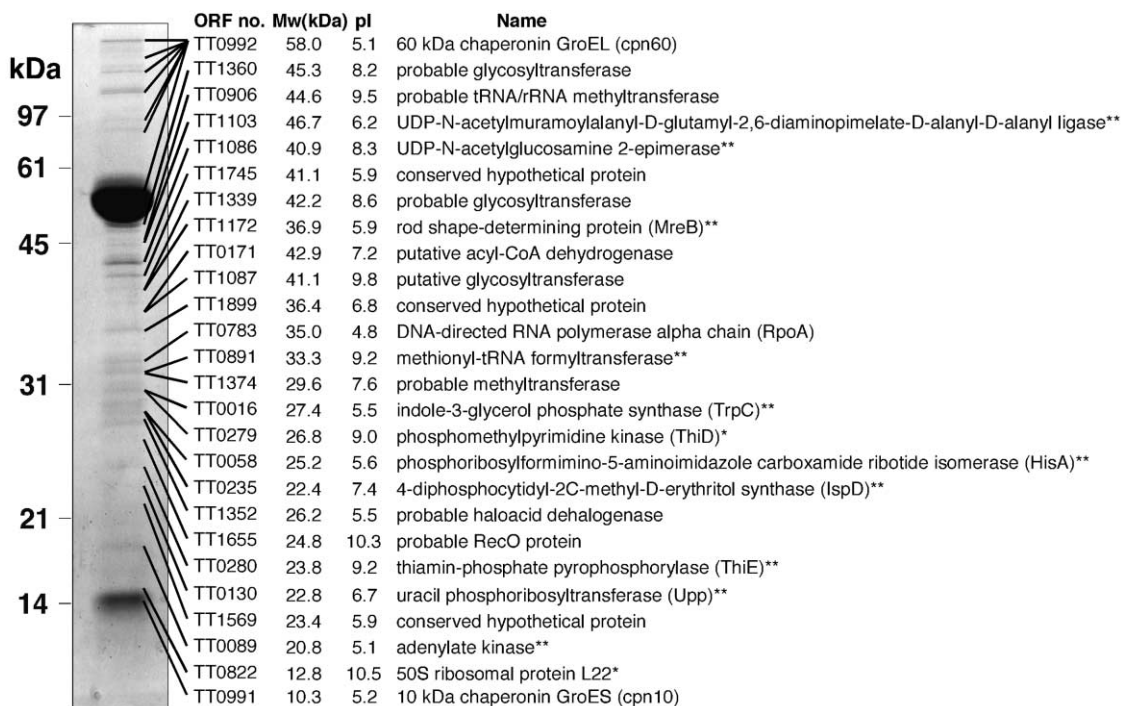 ORF no. Mw(kDa) pI Name
TT0992 58.0 5.1 60 kDa chaperonin GroEL (cpn60)
kDa
TT1360 45.3 8.2 probable glycosyltransferase
TT0906 44.6 9.5 probable tRNA/rRNA methyltransferase
97
TT1103 46.7 6.2 UDP-N-acetylmuramoylalanyl-D-glutamyl-2,6-diaminopimelate-D-alanyl-D-alanyl ligase**
TT1086 40.9 8.3 UDP-N-acetylglucosamine 2-epimerase**
61
TT1745 41.1 5.9 conserved hypothetical protein
TT1339 42.2 8.6 probable glycosyltransferase
TT1172 36.9 5.9 rod shape-determining protein (MreB)**
45
TT0171 42.9 7.2 putative acyl-CoA dehydrogenase
TT1087 41.1 9.8 putative glycosyltransferase
TT1899 36.4 6.8 conserved hypothetical protein
TT0783 35.0 4.8 DNA-directed RNA polymerase alpha chain (RpoA)
TT0891 33.3 9.2 methionyl-tRNA formyltransferase**
31
TT1374 29.6 7.6 probable methyltransferase
TT0016 27.4 5.5 indole-3-glycerol phosphate synthase (TrpC)**
TT0279 26.8 9.0 phosphomethylpyrimidine kinase (ThiD)*
TT0058 25.2 5.6 phosphoribosylformimino-5-aminoimidazole carboxamide ribotide isomerase (HisA)**
TT0235 22.4 7.4 4-diphosphocytidyl-2C-methyl-D-erythritol synthase (IspD)**
21
TT1352 26.2 5.5 probable haloacid dehalogenase
TT1655 24.8 10.3 probable RecO protein
TT0280 23.8 9.2 thiamin-phosphate pyrophosphorylase (ThiE)**
TT0130 22.8 6.7 uracil phosphoribosyltransferase (Upp)**
14
TT1569 23.4 5.9 conserved hypothetical protein
TT0089 20.8 5.1 adenylate kinase**
TT0822 12.8 10.5 50S ribosomal protein L22*
TT0991 10.3 5.2 10 kDa chaperonin GroES (cpn10)